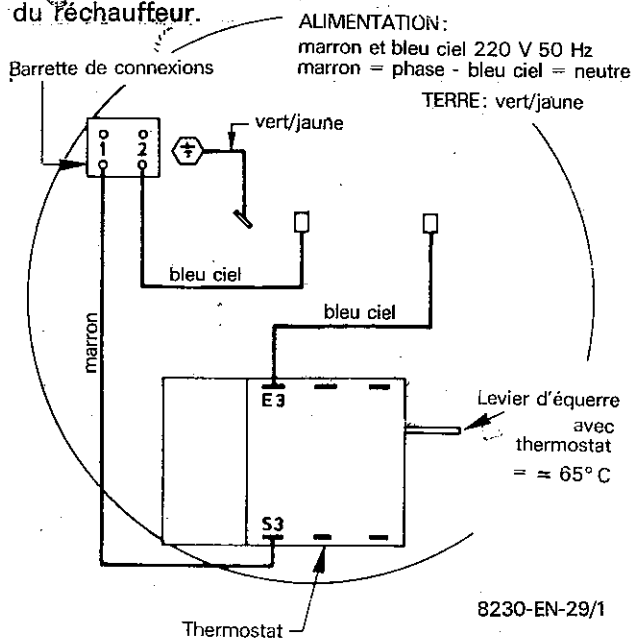 du réchauffeur.
ALIMENTATION:
marron et bleu ciel 220 V 50 Hz
marron = phase - bleu ciel = neutre
TERRE: vert/jaune
Barrette de connexions
vert/jaune
1 2
bleu ciel
bleu ciel
marron
E3
Levier d'équerre
avec
thermostat
= ≈ 65° C
S3
8230-EN-29/1
Thermostat